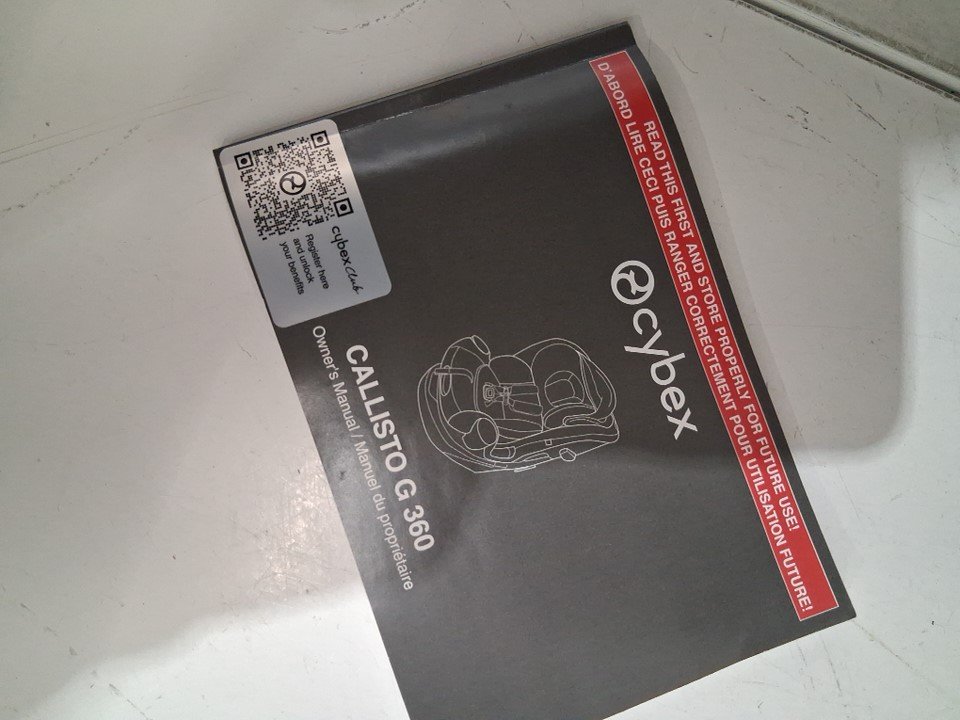 READ THIS FIRST AND STORE PROPERLY FOR FUTURE USE!
D'ABORD LIRE CECI PUIS RANGER CORRECTEMENT POUR UTILISATION FUTURE!
cybex
CALLISTO G 360
Owner's Manual / Manuel du propriétaire
cybex Club
Register here
and unlock
your benefits